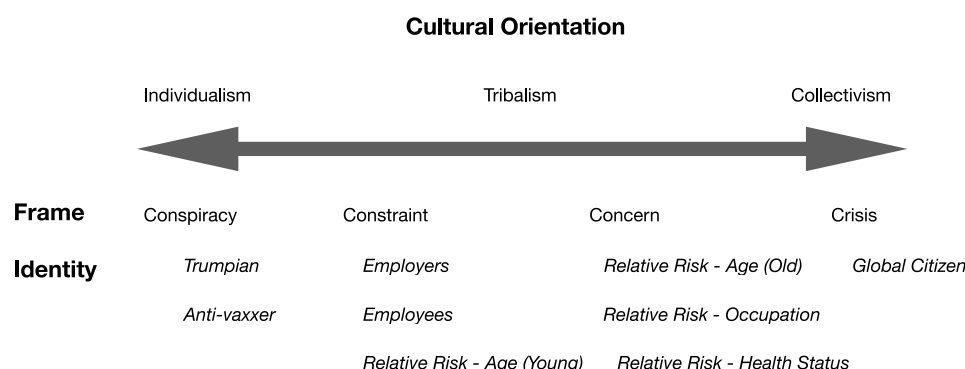 Cultural Orientation
Individualism Tribalism Collectivism
Frame Conspiracy Constraint Concern Crisis
Identity Trumpian Employers Relative Risk - Age (Old) Global Citizen
Anti-vaxxer Employees Relative Risk - Occupation
Relative Risk - Age (Young) Relative Risk - Health Status